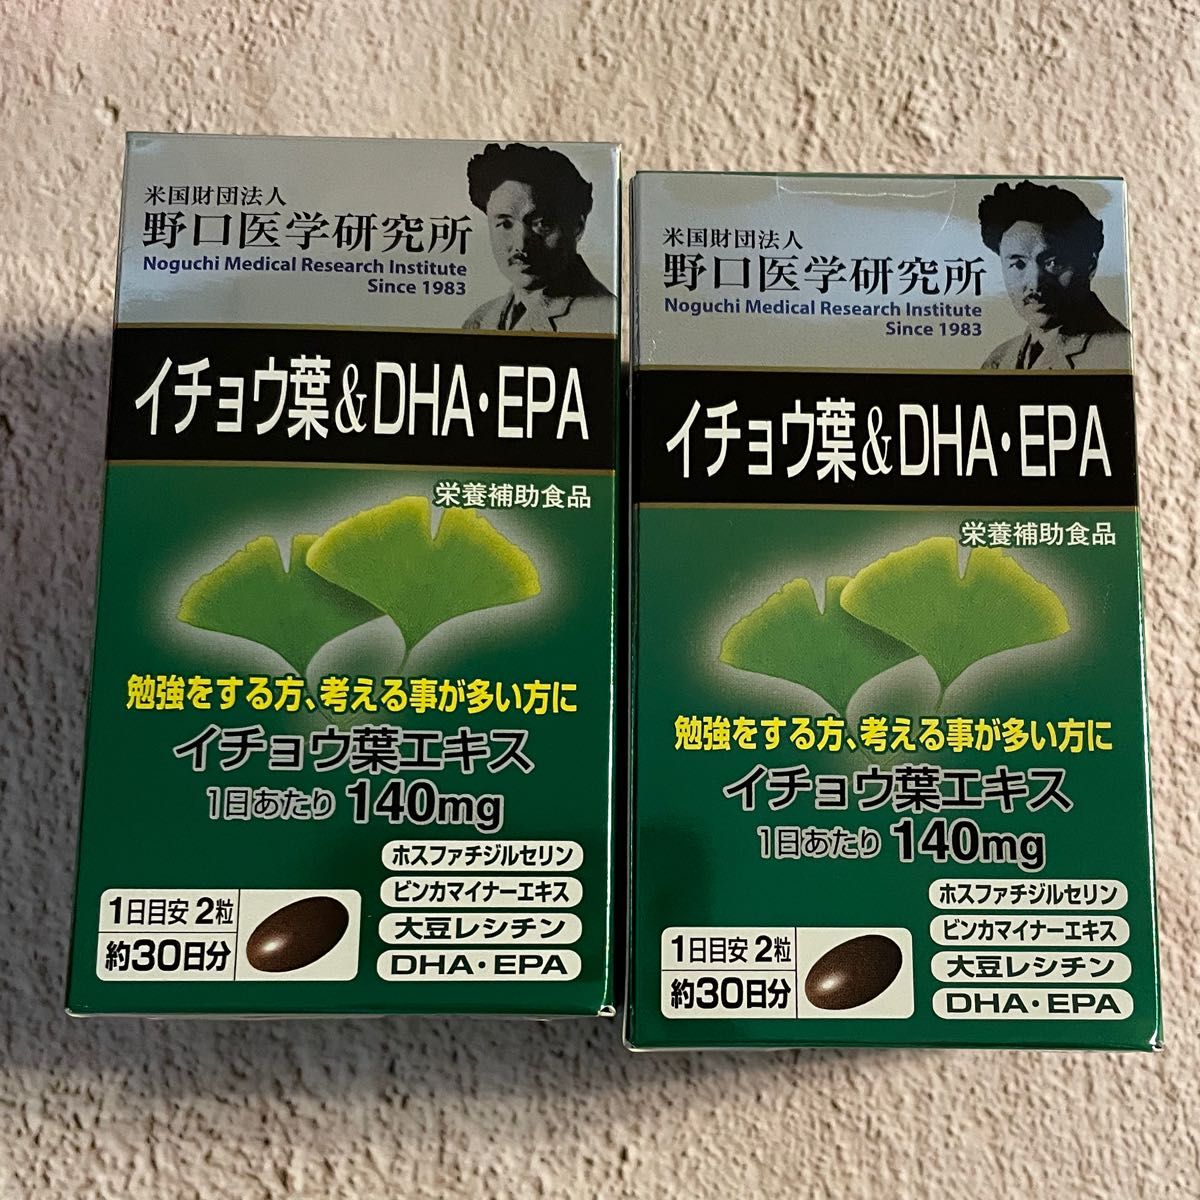 米国財団法人
野口医学研究所
Noguchi Medical Research Institute
Since 1983
イチョウ葉&DHA・EPA
栄養補助食品
勉強をする方、考える事が多い方に
イチョウ葉エキス
1日あたり 140mg
ホスファチジルセリン
ビンカマイナーエキス
大豆レシチン
DHA・EPA
1日目安 2粒
約30日分
米国財団法人
野口医学研究所
Noguchi Medical Research Institute
Since 1983
イチョウ葉&DHA・EPA
栄養補助食品
勉強をする方、考える事が多い方に
イチョウ葉エキス
1日あたり 140mg
ホスファチジルセリン
ビンカマイナーエキス
大豆レシチン
DHA・EPA
1日目安 2粒
約30日分